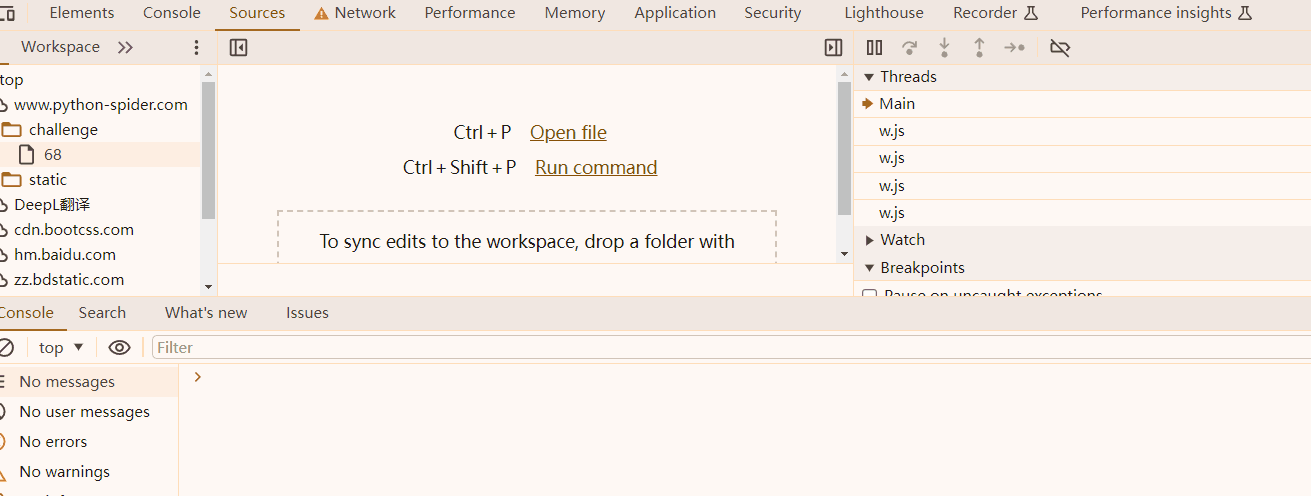 Elements Console Sources Network Performance Memory Application Security Lighthouse Recorder Performance insights
Workspace
top
www.python-spider.com
challenge
68
static
DeepL翻译
cdn.bootcss.com
hm.baidu.com
zz.bdstatic.com
Ctrl + P Open file
Ctrl + Shift + P Run command
To sync edits to the workspace, drop a folder with
Threads
Main
w.js
w.js
w.js
w.js
Watch
Breakpoints
Pause on uncaught exceptions
Console Search What's new Issues
top Filter
No messages
No user messages
No errors
No warnings